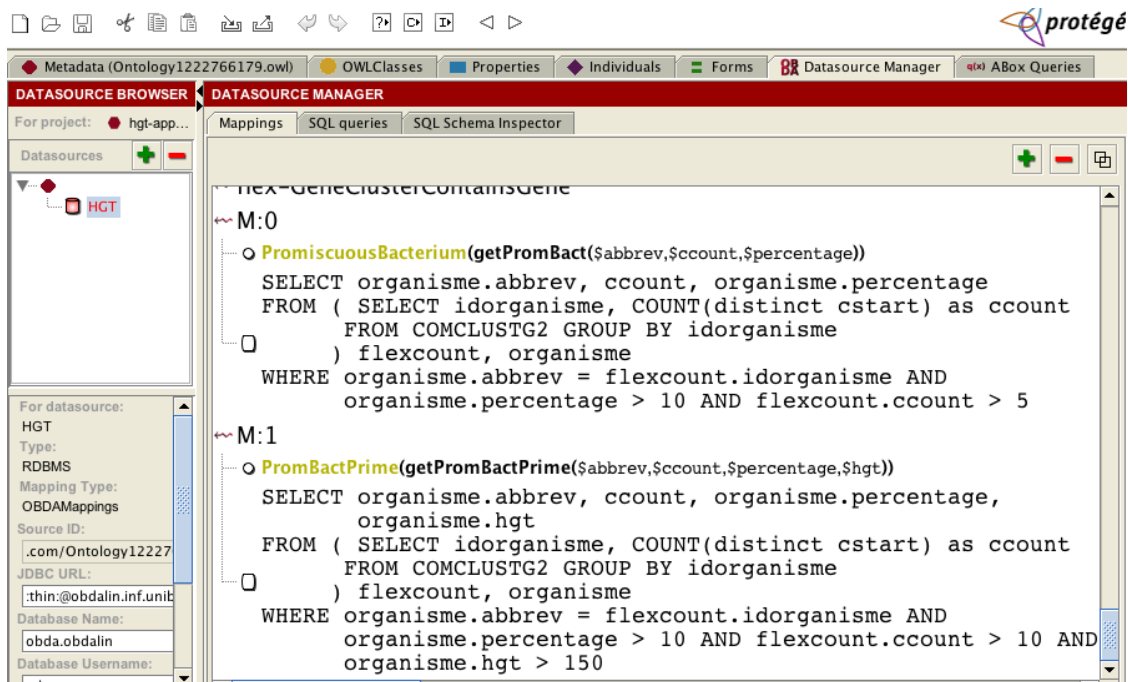 protégé
Metadata (Ontology1222766179.owl) OWLClasses Properties Individuals Forms Datasource Manager q(x) ABox Queries
DATASOURCE BROWSER
DATASOURCE MANAGER
For project: hgt-app...
Mappings SQL queries SQL Schema Inspector
Datasources
HGT
hex-GeneClusterContainsGene
M:0
PromiscuousBacterium(getPromBact($abbrev,$ccount,$percentage))
SELECT organisme.abbrev, ccount, organisme.percentage
FROM ( SELECT idorganisme, COUNT(distinct cstart) as ccount
FROM COMCLUSTG2 GROUP BY idorganisme
) flexcount, organisme
WHERE organisme.abbrev = flexcount.idorganisme AND
organisme.percentage > 10 AND flexcount.ccount > 5
M:1
PromBactPrime(getPromBactPrime($abbrev,$ccount,$percentage,$hgt))
SELECT organisme.abbrev, ccount, organisme.percentage,
organisme.hgt
FROM ( SELECT idorganisme, COUNT(distinct cstart) as ccount
FROM COMCLUSTG2 GROUP BY idorganisme
) flexcount, organisme
WHERE organisme.abbrev = flexcount.idorganisme AND
organisme.percentage > 10 AND flexcount.ccount > 10 AND
organisme.hgt > 150
For datasource:
HGT
Type:
RDBMS
Mapping Type:
OBDAMappings
Source ID:
.com/Ontology12227
JDBC URL:
:thin:@obdalin.inf.unib
Database Name:
obda.obdalin
Database Username: